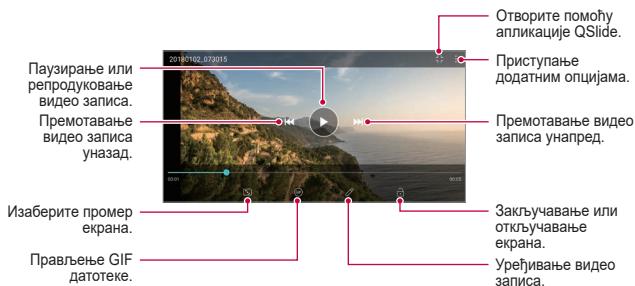 Отворите помоћу
апликације QSlide.
Приступање
додатним опцијама.
20180102_073015
Паузирање или
репродуковање
видео записа.
Премотавање
видео записа
уназад.
Премотавање видео
записа унапред.
00:01
00:05
GIF
Изаберите промер
екрана.
Прављење GIF
датотеке.
Закључавање или
откључавање
екрана.
Уређивање видео
записа.